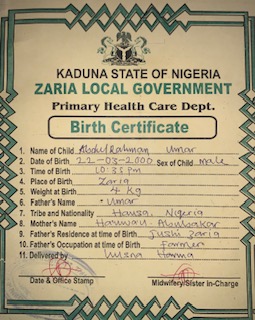 KADUNA STATE OF NIGERIA
ZARIA LOCAL GOVERNMENT
Primary Health Care Dept.
Birth Certificate
1. Name of Child AbdulRahman Umar
2. Date of Birth 22-03-2000 Sex of Child male
3. Time of Birth 10:35 PM
4. Place of Birth Zaria
5. Weight at Birth 4 Kg
6. Father's Name Umar
7. Tribe and Nationality Hausa, Nigeria
8. Mother's Name Abubakar
9. Father's Residence at time of Birth Zaria
10. Father's Occupation at time of Birth Farmer
11. Delivered by
Date & Office Stamp
Midwifery/Sister in-Charge